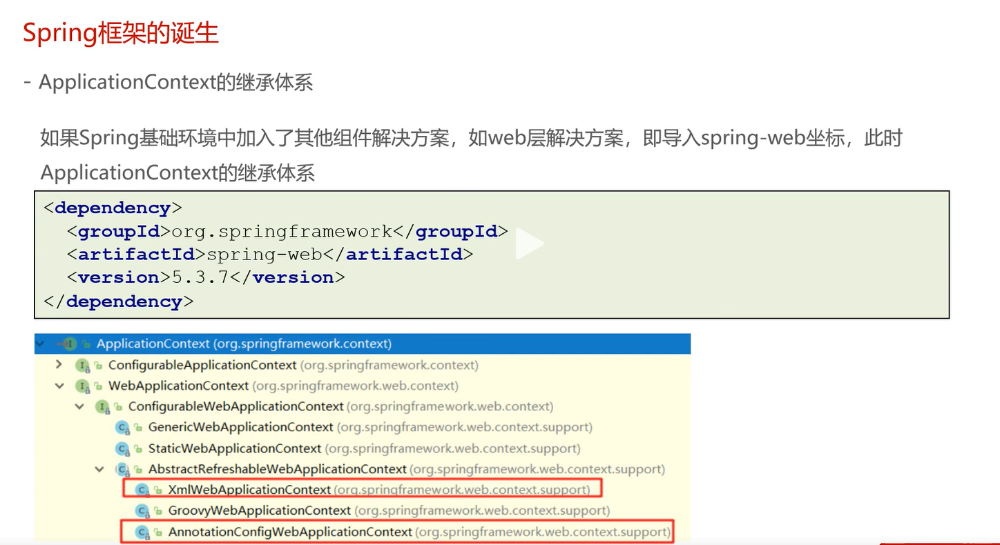 Spring框架的诞生
- ApplicationContext的继承体系
如果Spring基础环境中加入了其他组件解决方案，如web层解决方案，即导入spring-web坐标，此时
ApplicationContext的继承体系
<dependency>
<groupId>org.springframework</groupId>
<artifactId>spring-web</artifactId>
<version>5.3.7</version>
</dependency>
ApplicationContext (org.springframework.context)
ConfigurableApplicationContext (org.springframework.context)
WebApplicationContext (org.springframework.web.context)
ConfigurableWebApplicationContext (org.springframework.web.context)
GenericWebApplicationContext (org.springframework.web.context.support)
StaticWebApplicationContext (org.springframework.web.context.support)
AbstractRefreshableWebApplicationContext (org.springframework.web.context.support)
XmlWebApplicationContext (org.springframework.web.context.support)
GroovyWebApplicationContext (org.springframework.web.context.support)
AnnotationConfigWebApplicationContext (org.springframework.web.context.support)